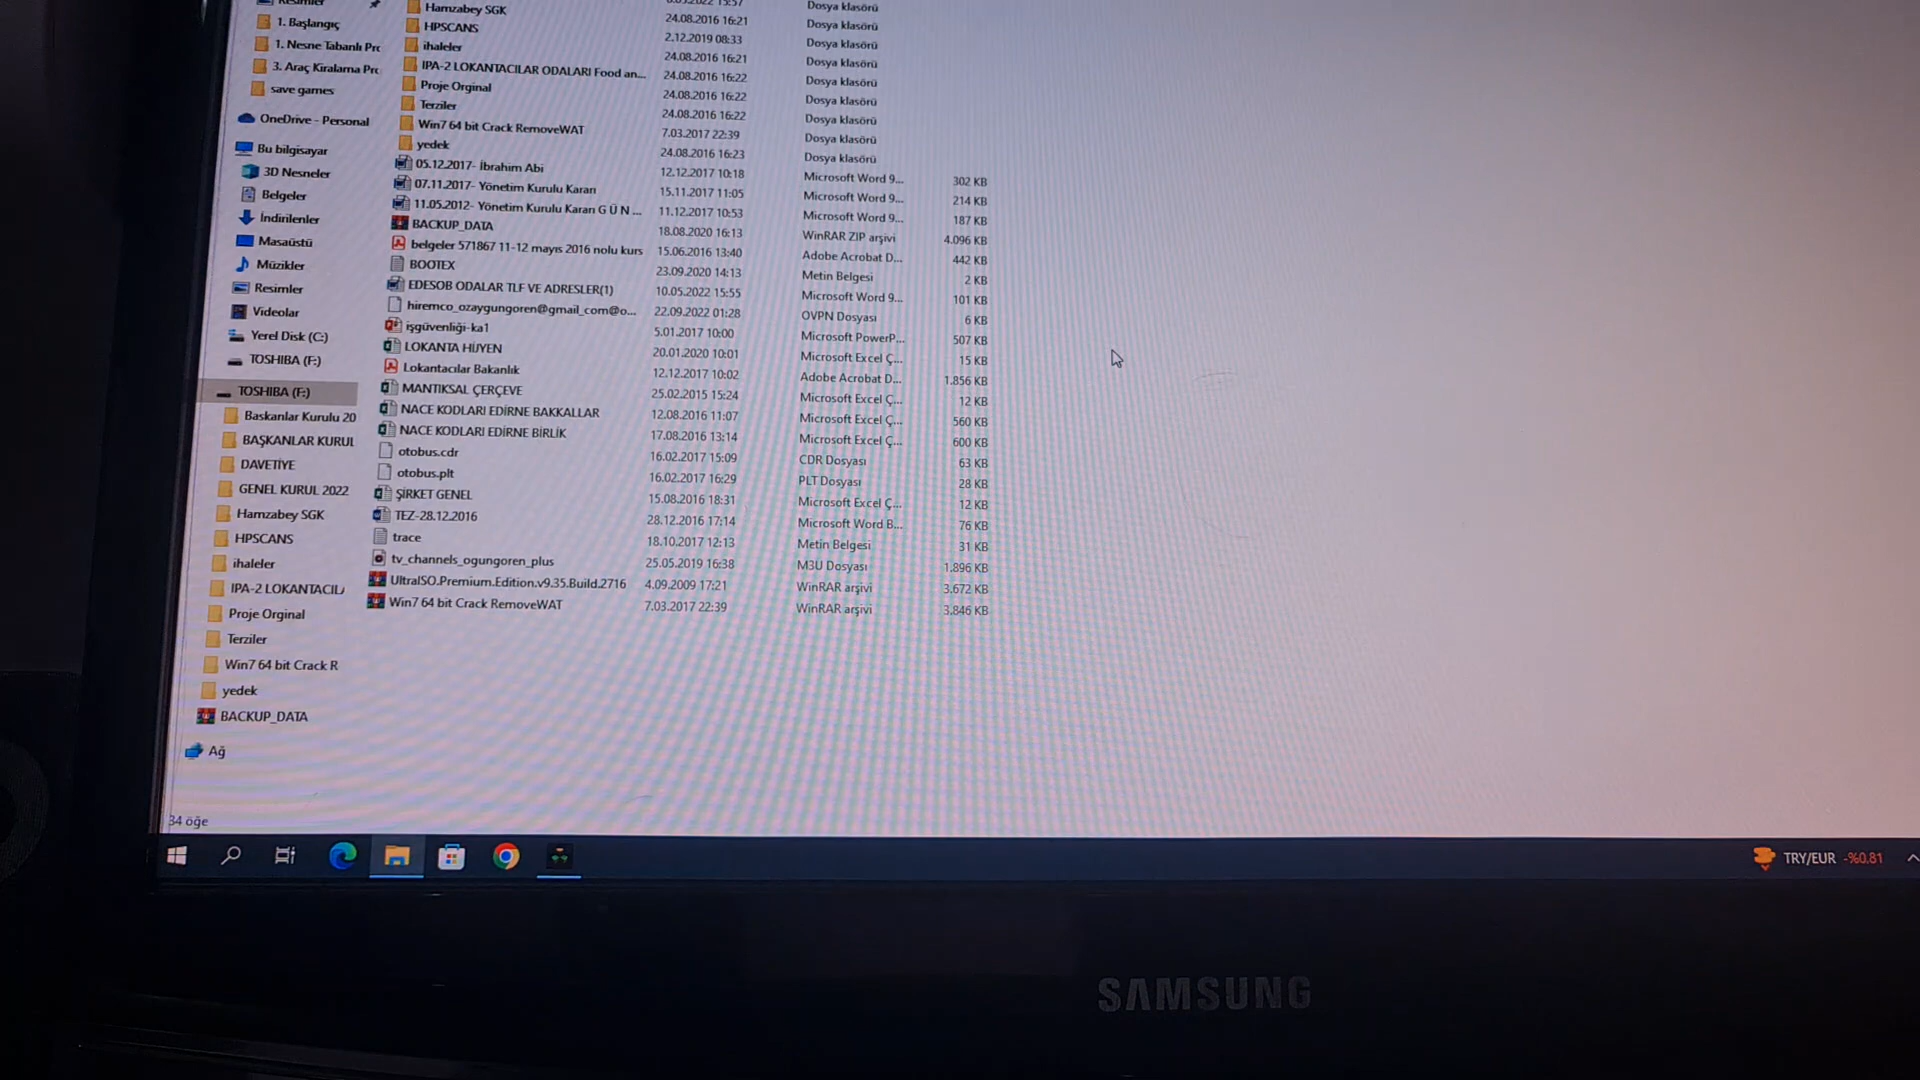 Resimler
1. Başlangıç
1. Nesne Tabanlı Prc
3. Araç Kiralama Prc
save games
OneDrive - Personal
Bu bilgisayar
3D Nesneler
Belgeler
İndirilenler
Masaüstü
Müzikler
Resimler
Videolar
Yerel Disk (C:)
TOSHIBA (F:)
TOSHIBA (F:)
Baskanlar Kurulu 20
BAŞKANLAR KURUL
DAVETİYE
GENEL KURUL 2022
Hamzabey SGK
HPSCANS
ihaleler
IPA-2 LOKANTACIL
Proje Orginal
Terziler
Win7 64 bit Crack R
yedek
BACKUP_DATA
Ağ
34 öğe
Hamzabey SGK 24.08.2016 16:21 Dosya klasörü
HPSCANS 2.12.2019 08:33 Dosya klasörü
ihaleler 24.08.2016 16:21 Dosya klasörü
IPA-2 LOKANTACILAR ODALARI Food an... 24.08.2016 16:22 Dosya klasörü
Proje Orginal 24.08.2016 16:22 Dosya klasörü
Terziler 24.08.2016 16:22 Dosya klasörü
Win7 64 bit Crack RemoveWAT 7.03.2017 22:39 Dosya klasörü
yedek 24.08.2016 16:23 Dosya klasörü
05.12.2017- İbrahim Abi 12.12.2017 10:18 Microsoft Word 9... 302 KB
07.11.2017- Yönetim Kurulu Kararı 15.11.2017 11:05 Microsoft Word 9... 214 KB
11.05.2012- Yönetim Kurulu Kararı G Ü N ... 11.12.2017 10:53 Microsoft Word 9... 187 KB
BACKUP_DATA 18.08.2020 16:13 WinRAR ZIP arşivi 4.096 KB
belgeler 571867 11-12 mayıs 2016 nolu kurs 15.06.2016 13:40 Adobe Acrobat D... 442 KB
BOOTEX 23.09.2020 14:13 Metin Belgesi 2 KB
EDESOB ODALAR TLF VE ADRESLER(1) 10.05.2022 15:55 Microsoft Word 9... 101 KB
hiremco_ozaygungoren@gmail_com@o... 22.09.2022 01:28 OVPN Dosyası 6 KB
işgüvenliği-ka1 5.01.2017 10:00 Microsoft PowerP... 507 KB
LOKANTA HİJYEN 20.01.2020 10:01 Microsoft Excel Ç... 15 KB
Lokantacılar Bakanlık 12.12.2017 10:02 Adobe Acrobat D... 1.856 KB
MANTIKSAL ÇERÇEVE 25.02.2015 15:24 Microsoft Excel Ç... 12 KB
NACE KODLARI EDİRNE BAKKALLAR 12.08.2016 11:07 Microsoft Excel Ç... 560 KB
NACE KODLARI EDİRNE BİRLİK 17.08.2016 13:14 Microsoft Excel Ç... 600 KB
otobus.cdr 16.02.2017 15:09 CDR Dosyası 63 KB
otobus.plt 16.02.2017 16:29 PLT Dosyası 28 KB
ŞİRKET GENEL 15.08.2016 18:31 Microsoft Excel Ç... 12 KB
TEZ-28.12.2016 28.12.2016 17:14 Microsoft Word B... 76 KB
trace 18.10.2017 12:13 Metin Belgesi 31 KB
tv_channels_ogungoren_plus 25.05.2019 16:38 M3U Dosyası 1.896 KB
UltraISO.Premium.Edition.v9.35.Build.2716 4.09.2009 17:21 WinRAR arşivi 3.672 KB
Win7 64 bit Crack RemoveWAT 7.03.2017 22:39 WinRAR arşivi 3.846 KB
TRY/EUR -%0.81
SAMSUNG